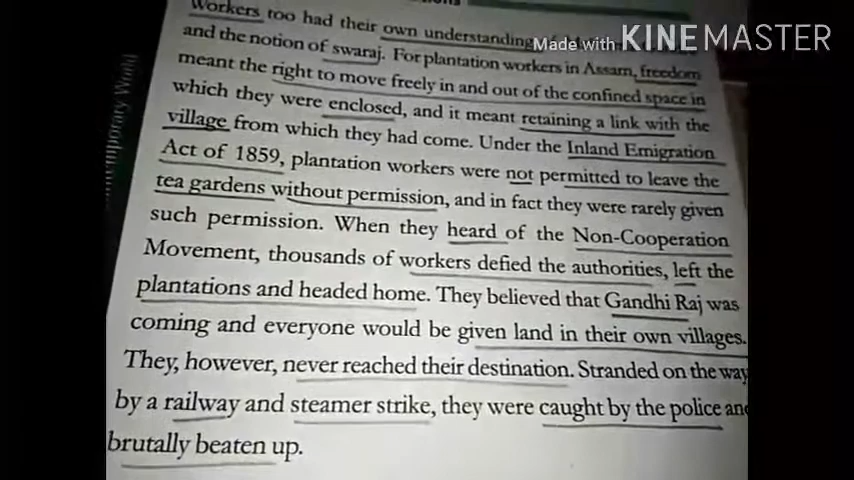 Workers too had their own understanding
Made with KINEMASTER
and the notion of swaraj. For plantation workers in Assam, freedom
meant the right to move freely in and out of the confined space in
which they were enclosed, and it meant retaining a link with the
village from which they had come. Under the Inland Emigration
Act of 1859, plantation workers were not permitted to leave the
tea gardens without permission, and in fact they were rarely given
such permission. When they heard of the Non-Cooperation
Movement, thousands of workers defied the authorities, left the
plantations and headed home. They believed that Gandhi Raj was
coming and everyone would be given land in their own villages.
They, however, never reached their destination. Stranded on the way
by a railway and steamer strike, they were caught by the police and
brutally beaten up.
World